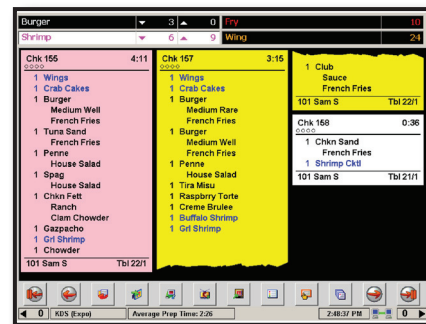 Burger 3 0 Fry 10
Shrimp 6 9 Wing 24
Chk 155 4:11
1 Wings
1 Crab Cakes
1 Burger
Medium Well
French Fries
1 Tuna Sand
French Fries
1 Penne
House Salad
1 Spag
House Salad
1 Chkn Fett
Ranch
Clam Chowder
1 Gazpacho
1 Grl Shrimp
1 Chowder
101 Sam S Tbl 22/1
Chk 157 3:15
1 Wings
1 Crab Cakes
1 Burger
Medium Rare
French Fries
1 Burger
Medium Well
French Fries
1 Penne
House Salad
1 Tira Misu
1 Raspbrry Torte
1 Creme Brulee
1 Buffalo Shrimp
1 Grl Shrimp
1 Club
Sauce
French Fries
101 Sam S Tbl 22/1
Chk 158 0:36
1 Chkn Sand
French Fries
1 Shrimp Cktl
101 Sam S Tbl 21/1
0 KDS (Expo) Average Prep Time: 2:26 2:48:37 PM 0